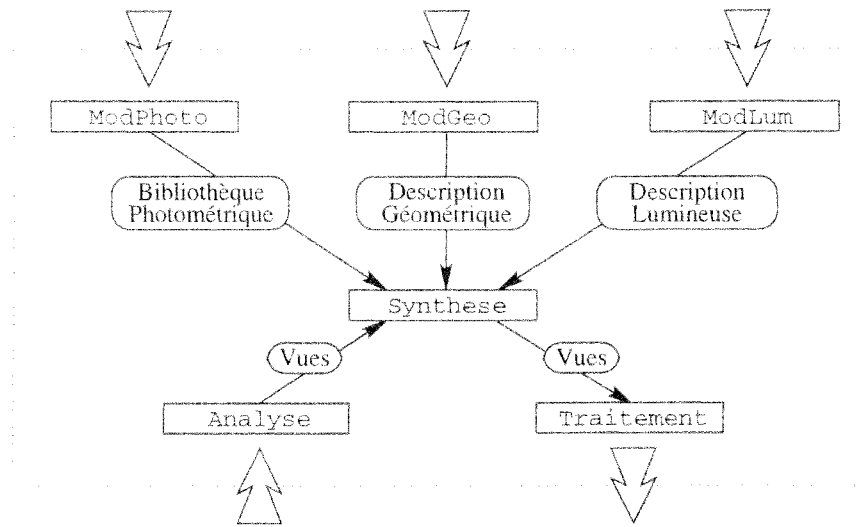 ModPhoto
ModGeo
ModLum
Bibliothèque
Photométrique
Description
Géométrique
Description
Lumineuse
Synthese
Vues
Vues
Analyse
Traitement